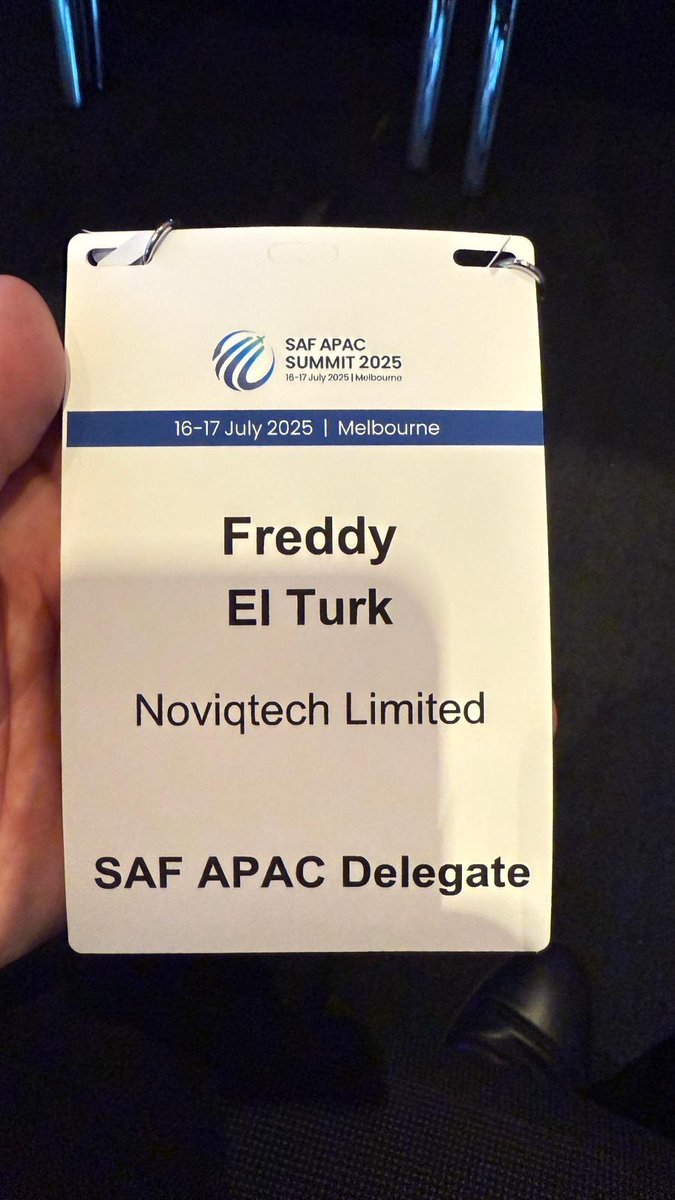 SAF APAC
SUMMIT 2025
16-17 July 2025 | Melbourne
16-17 July 2025 | Melbourne
Freddy
El Turk
Noviqtech Limited
SAF APAC Delegate